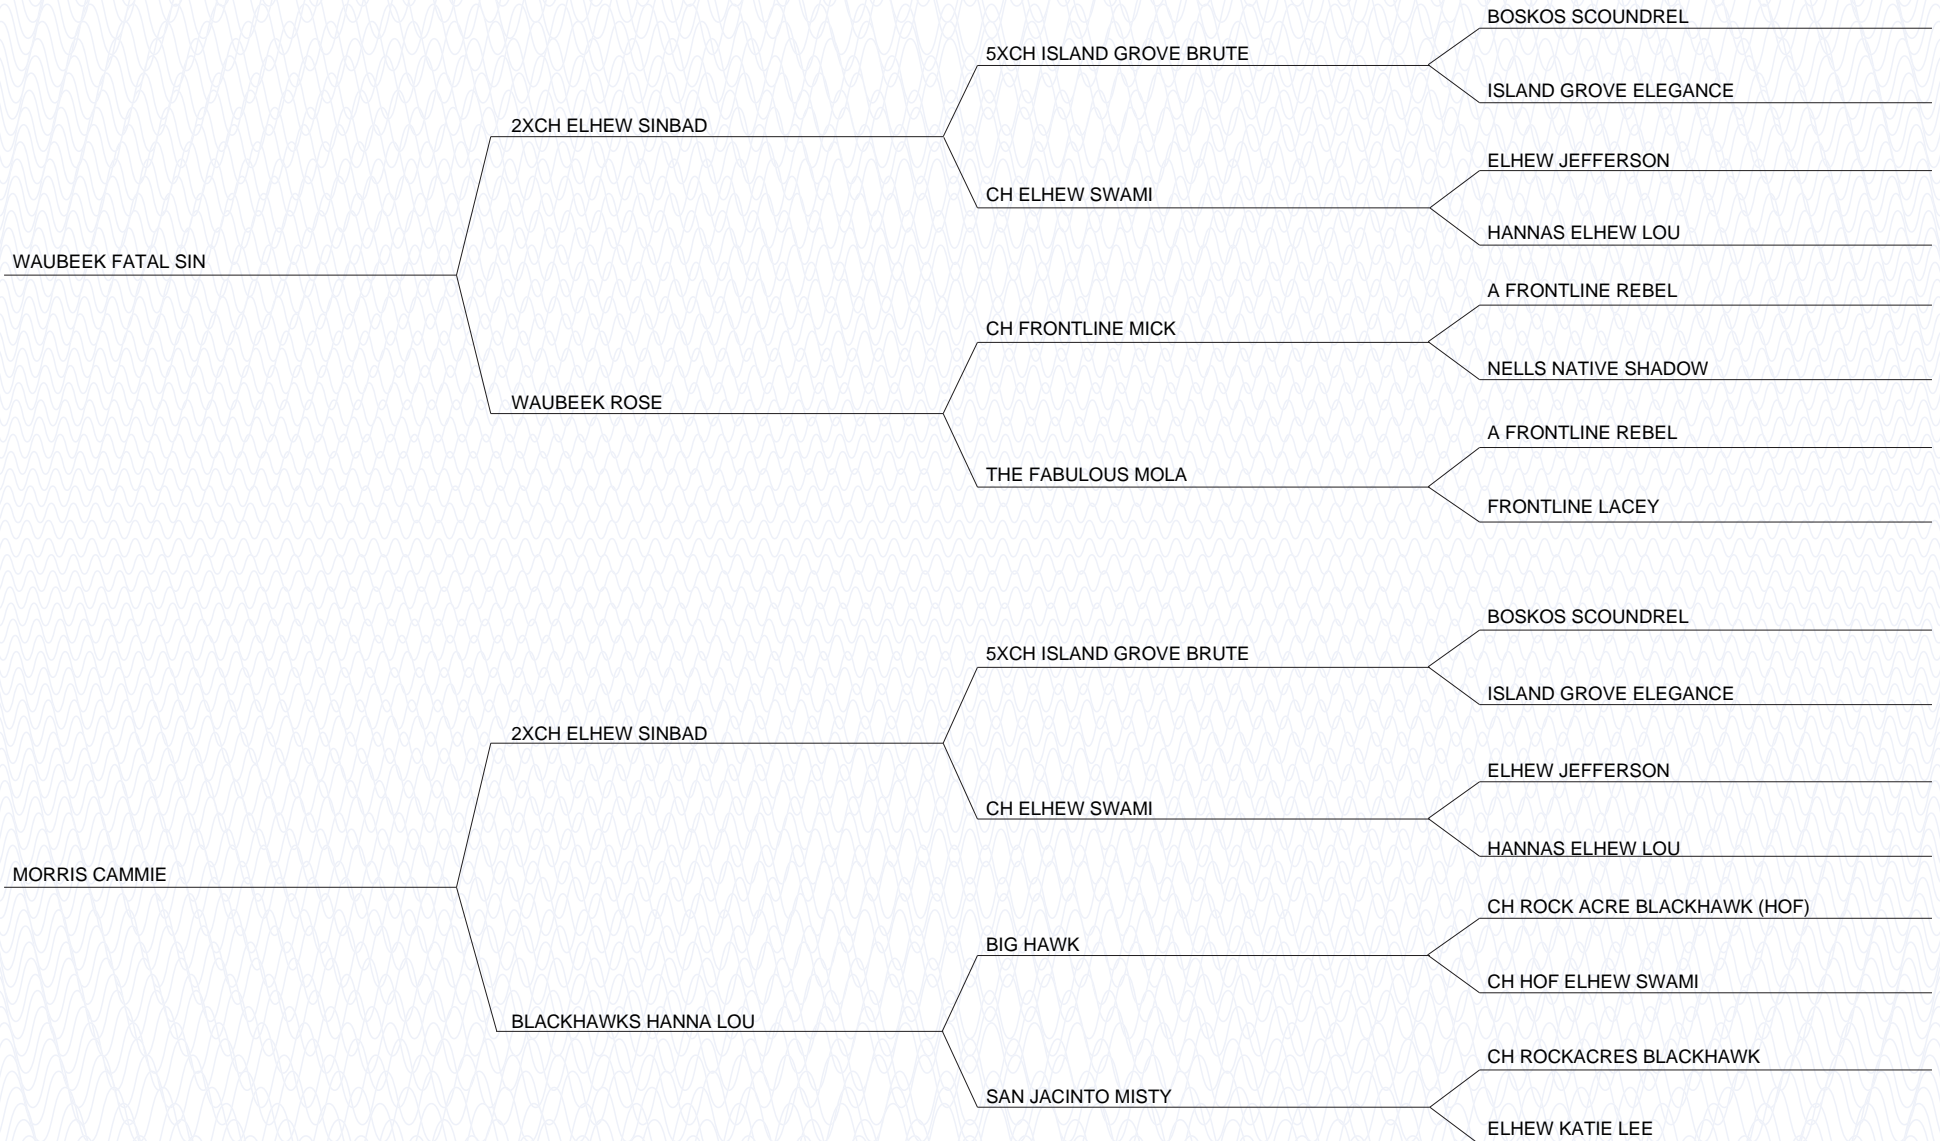 BOSKOS SCOUNDREL
5XCH ISLAND GROVE BRUTE
ISLAND GROVE ELEGANCE
2XCH ELHEW SINBAD
ELHEW JEFFERSON
CH ELHEW SWAMI
HANNAS ELHEW LOU
WAUBEEK FATAL SIN
A FRONTLINE REBEL
CH FRONTLINE MICK
NELLS NATIVE SHADOW
WAUBEEK ROSE
A FRONTLINE REBEL
THE FABULOUS MOLA
FRONTLINE LACEY
BOSKOS SCOUNDREL
5XCH ISLAND GROVE BRUTE
ISLAND GROVE ELEGANCE
2XCH ELHEW SINBAD
ELHEW JEFFERSON
CH ELHEW SWAMI
HANNAS ELHEW LOU
MORRIS CAMMIE
CH ROCK ACRE BLACKHAWK (HOF)
BIG HAWK
CH HOF ELHEW SWAMI
BLACKHAWKS HANNA LOU
CH ROCKACRES BLACKHAWK
SAN JACINTO MISTY
ELHEW KATIE LEE